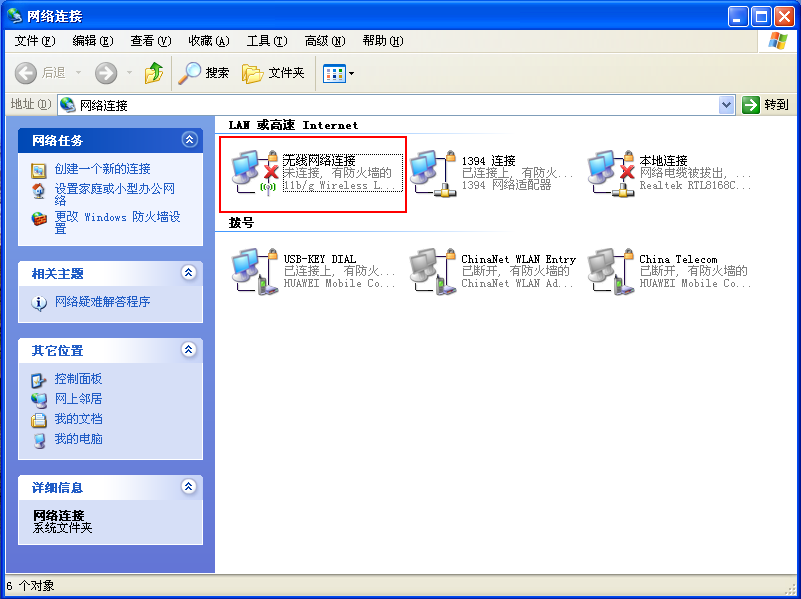 网络连接
文件(F) 编辑(E) 查看(V) 收藏(A) 工具(T) 高级(N) 帮助(H)
后退 搜索 文件夹
地址(D) 网络连接 转到
网络任务
创建一个新的连接
设置家庭或小型办公网
络
更改 Windows 防火墙设
置
相关主题
网络疑难解答程序
其它位置
控制面板
网上邻居
我的文档
我的电脑
详细信息
网络连接
系统文件夹
LAN 或高速 Internet
无线网络连接
未连接, 有防火墙的
11b/g Wireless L...
1394 连接
已连接上, 有防火...
1394 网络适配器
本地连接
网络电缆被拔出, ...
Realtek RTL8168C...
拨号
USB-KEY DIAL
已连接上, 有防火...
HUAWEI Mobile Co...
ChinaNet WLAN Entry
已断开, 有防火墙的
ChinaNet WLAN Ad...
China Telecom
已断开, 有防火墙的
HUAWEI Mobile Co...
6 个对象